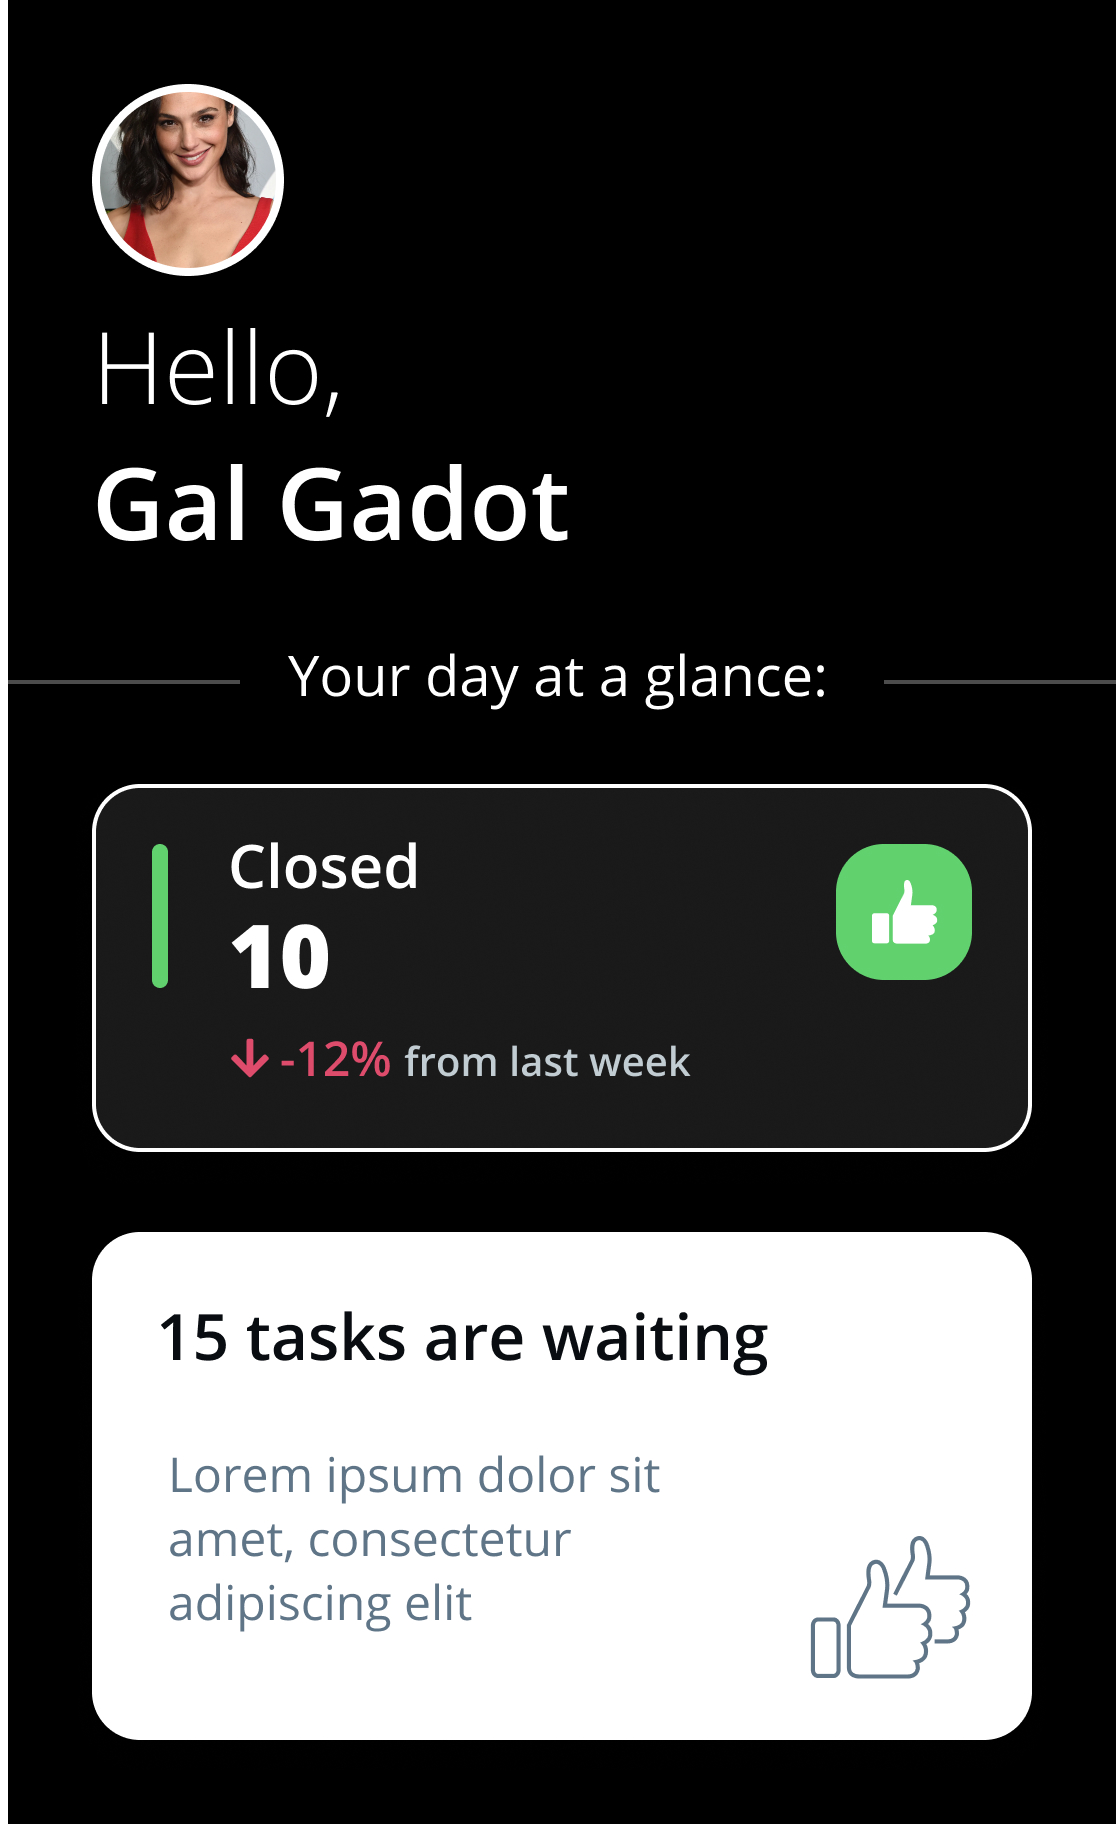 Hello,
Gal Gadot
Your day at a glance:
Closed
10
-12% from last week
15 tasks are waiting
Lorem ipsum dolor sit
amet, consectetur
adipiscing elit